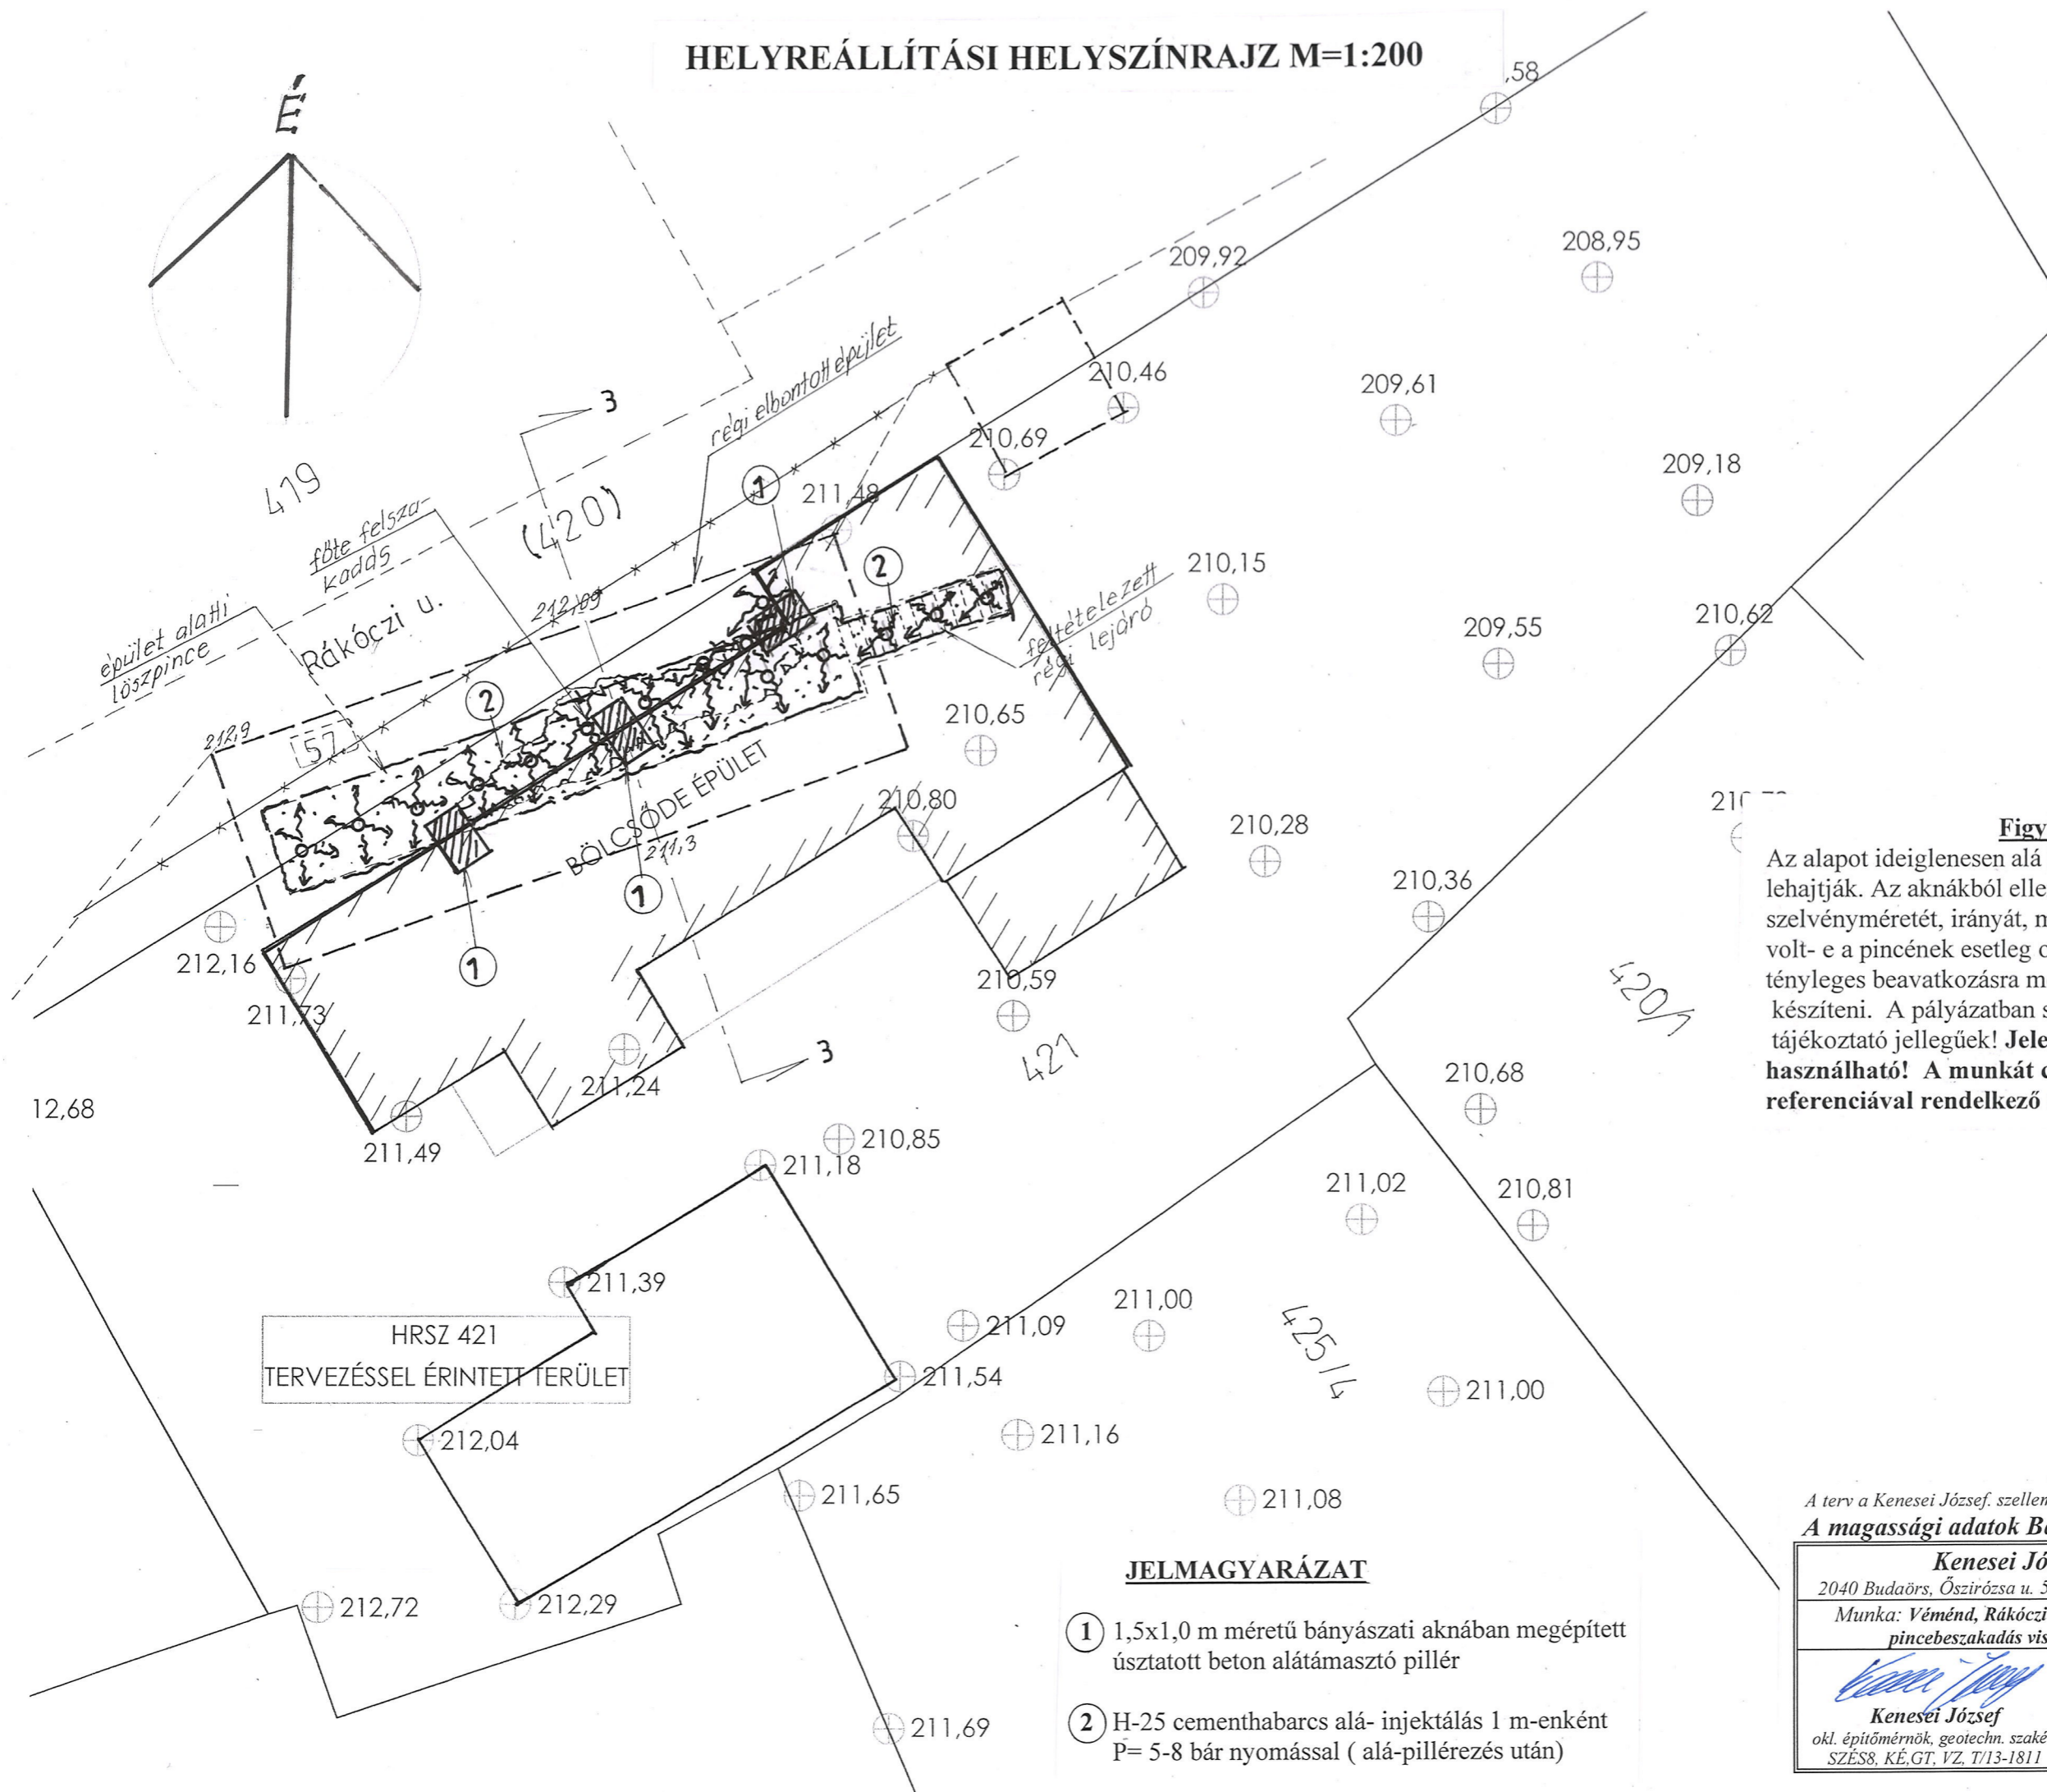 HELYREÁLLÍTÁSI HELYSZÍNRAJZ M=1:200
,58
É
208,95
209,92
régi elbontott épület
210,46
209,61
3
210,69
209,18
419
1
211,48
(420)
főte felsza-
kadás
2
210,15
feltételezett
régi lejáró
212,09
épület alatti
löszpince
Rákóczi u.
210,62
209,55
2
210,65
212,9
57
BÖLCSŐDE ÉPÜLET
211,3
210,80
210,28
1
210,36
212,16
1
210,59
211,73
420/1
421
3
211,24
210,68
12,68
210,85
211,49
211,18
211,02
210,81
Figy
Az alapot ideiglenesen alá
lehajtják. Az aknákból elle
szelvényméretét, irányát, m
volt- e a pincének esetleg o
tényleges beavatkozásra m
készíteni. A pályázatban s
tájékoztató jellegűek! Jele
használható! A munkát c
referenciával rendelkező
211,39
211,00
211,09
HRSZ 421
TERVEZÉSSEL ÉRINTETT TERÜLET
425/4
211,54
211,00
212,04
211,16
211,65
211,08
212,72
212,29
211,69
JELMAGYARÁZAT
1 1,5x1,0 m méretű bányászati aknában megépített
úsztatott beton alátámasztó pillér
2 H-25 cementhabarcs alá- injektálás 1 m-enként
P= 5-8 bár nyomással ( alá-pillérezés után)
A terv a Kenesei József. szellem
A magassági adatok Ba
Kenesei Jó
2040 Budaörs, Őszirózsa u. 5
Munka: Véménd, Rákóczi
pincebeszakadás vis
Kenesei József
okl. építőmérnök, geotechn. szaké
SZÉS8, KÉ,GT, VZ, T/13-1811